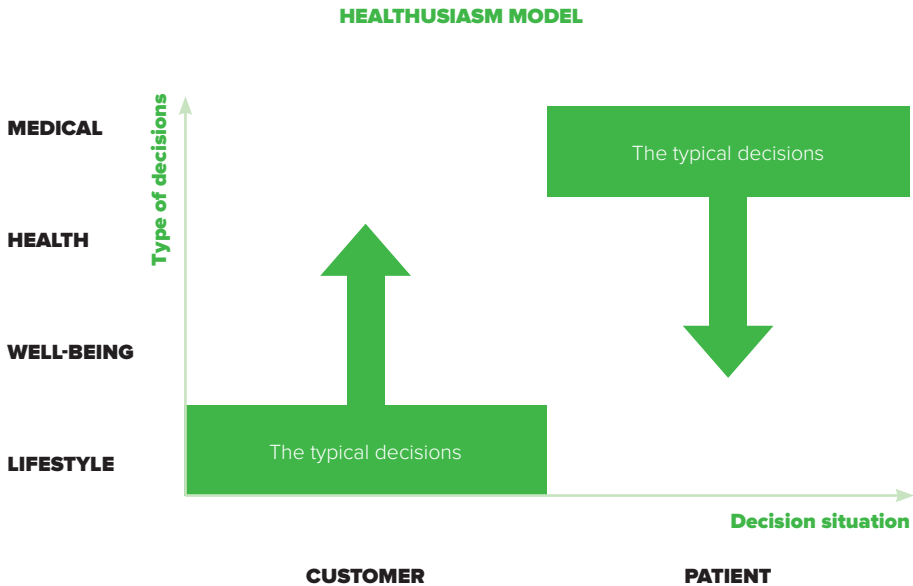 HEALTHUSIASM MODEL
MEDICAL
HEALTH
WELL-BEING
LIFESTYLE
Type of decisions
The typical decisions
The typical decisions
Decision situation
CUSTOMER
PATIENT